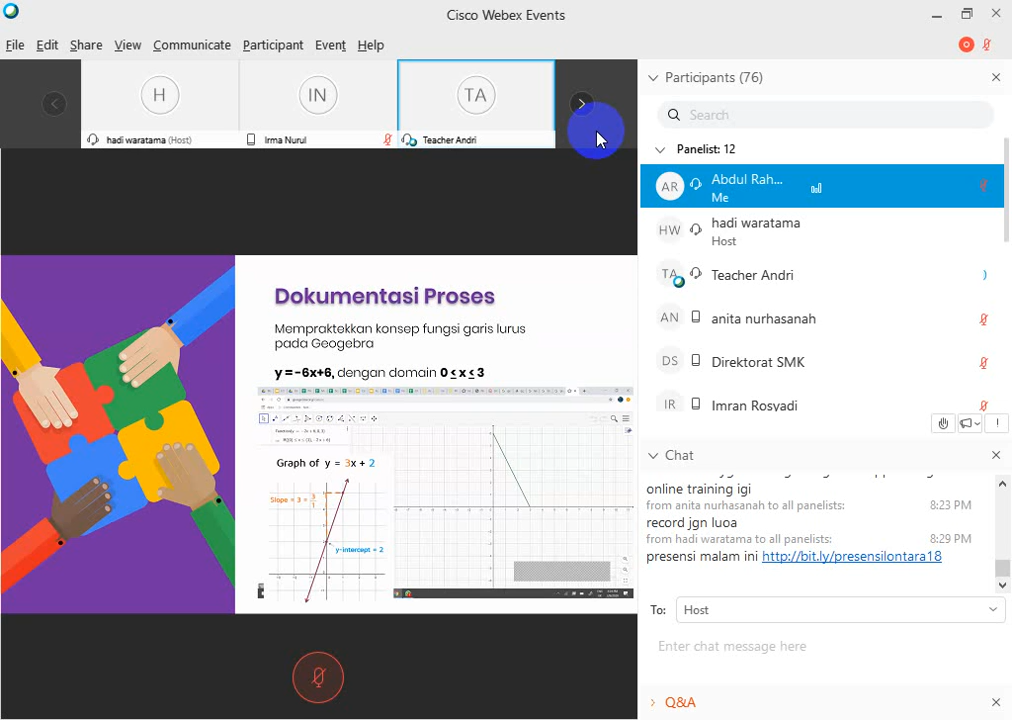 Cisco Webex Events
File Edit Share View Communicate Participant Event Help
H
IN
TA
hadi waratama (Host)
Irma Nurul
Teacher Andri
Dokumentasi Proses
Mempraktekkan konsep fungsi garis lurus
pada Geogebra
y = -6x+6, dengan domain 0 ≤ x ≤ 3
Graph of y = 3x + 2
Slope = 3 = 3/1
y-intercept = 2
Participants (76)
Search
Panelist: 12
AR
Abdul Rah...
Me
HW
hadi waratama
Host
TA
Teacher Andri
AN
anita nurhasanah
DS
Direktorat SMK
IR
Imran Rosyadi
Chat
online training igi
from anita nurhasanah to all panelists: 8:23 PM
record jgn luoa
from hadi waratama to all panelists: 8:29 PM
presensi malam ini http://bit.ly/presensilontara18
To: Host
Enter chat message here
Q&A